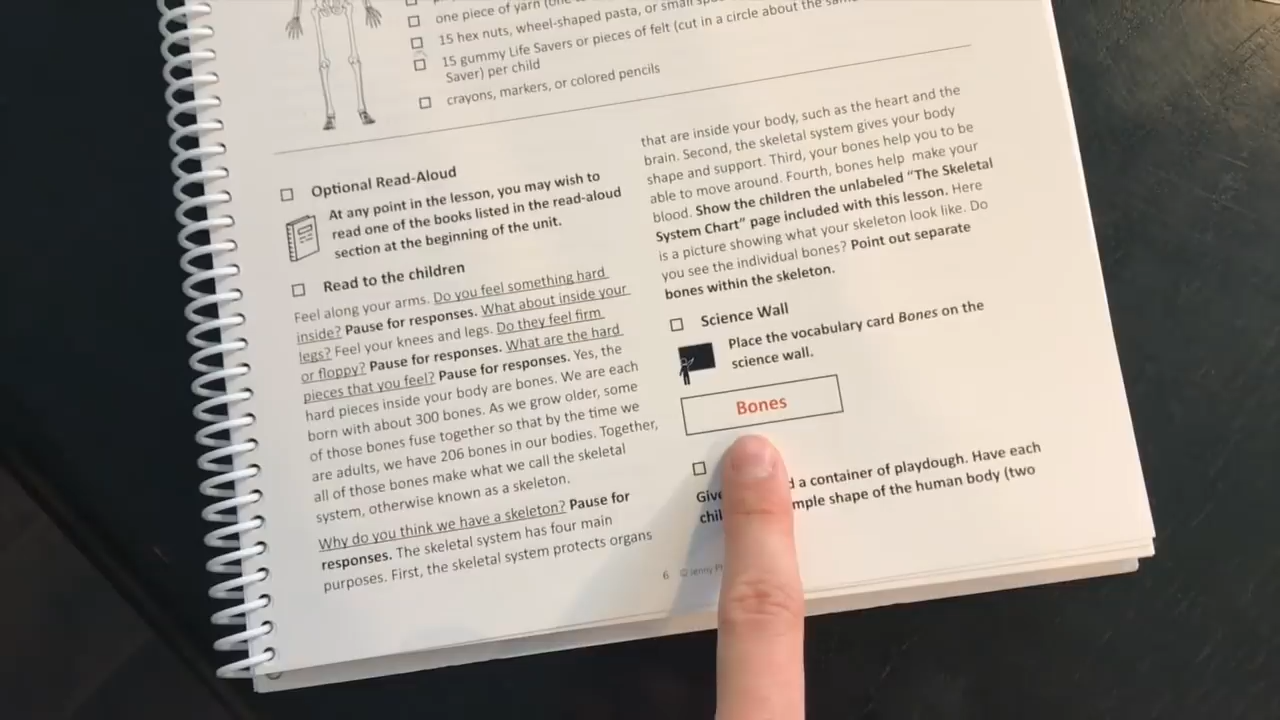 one piece of yarn
15 hex nuts, wheel-shaped pasta, or small
15 gummy Life Savers or pieces of felt (cut in a circle about the
Saver) per child
crayons, markers, or colored pencils
Optional Read-Aloud
At any point in the lesson, you may wish to
read one of the books listed in the read-aloud
section at the beginning of the unit.
Read to the children
Feel along your arms. Do you feel something hard
inside? Pause for responses. What about inside your
legs? Feel your knees and legs. Do they feel firm
or floppy? Pause for responses. What are the hard
pieces that you feel? Pause for responses. Yes, the
hard pieces inside your body are bones. We are each
born with about 300 bones. As we grow older, some
of those bones fuse together so that by the time we
are adults, we have 206 bones in our bodies. Together,
all of those bones make what we call the skeletal
system, otherwise known as a skeleton.
Why do you think we have a skeleton? Pause for
responses. The skeletal system has four main
purposes. First, the skeletal system protects organs
that are inside your body, such as the heart and the
brain. Second, the skeletal system gives your body
shape and support. Third, your bones help you to be
able to move around. Fourth, bones help make your
blood. Show the children the unlabeled "The Skeletal
System Chart" page included with this lesson. Here
is a picture showing what your skeleton look like. Do
you see the individual bones? Point out separate
bones within the skeleton.
Science Wall
Place the vocabulary card Bones on the
science wall.
Bones
a container of playdough. Have each
shape of the human body (two
6 © Jenny